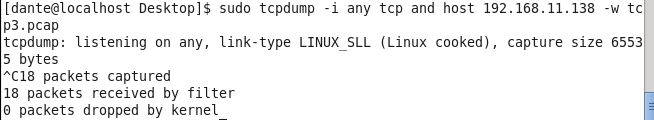 [dante@localhost Desktop]$ sudo tcpdump -i any tcp and host 192.168.11.138 -w tc
p3.pcap
tcpdump: listening on any, link-type LINUX_SLL (Linux cooked), capture size 6553
5 bytes
^C18 packets captured
18 packets received by filter
0 packets dropped by kernel_